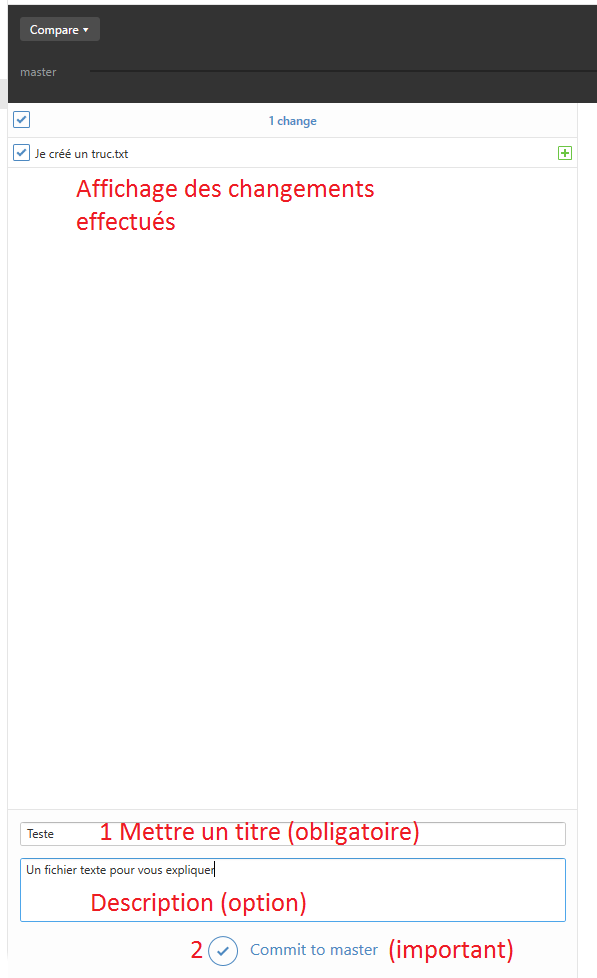 Compare
master
1 change
Je créé un truc.txt
Affichage des changements
effectués
Teste
1 Mettre un titre (obligatoire)
Un fichier texte pour vous expliquer
Description (option)
2 Commit to master (important)